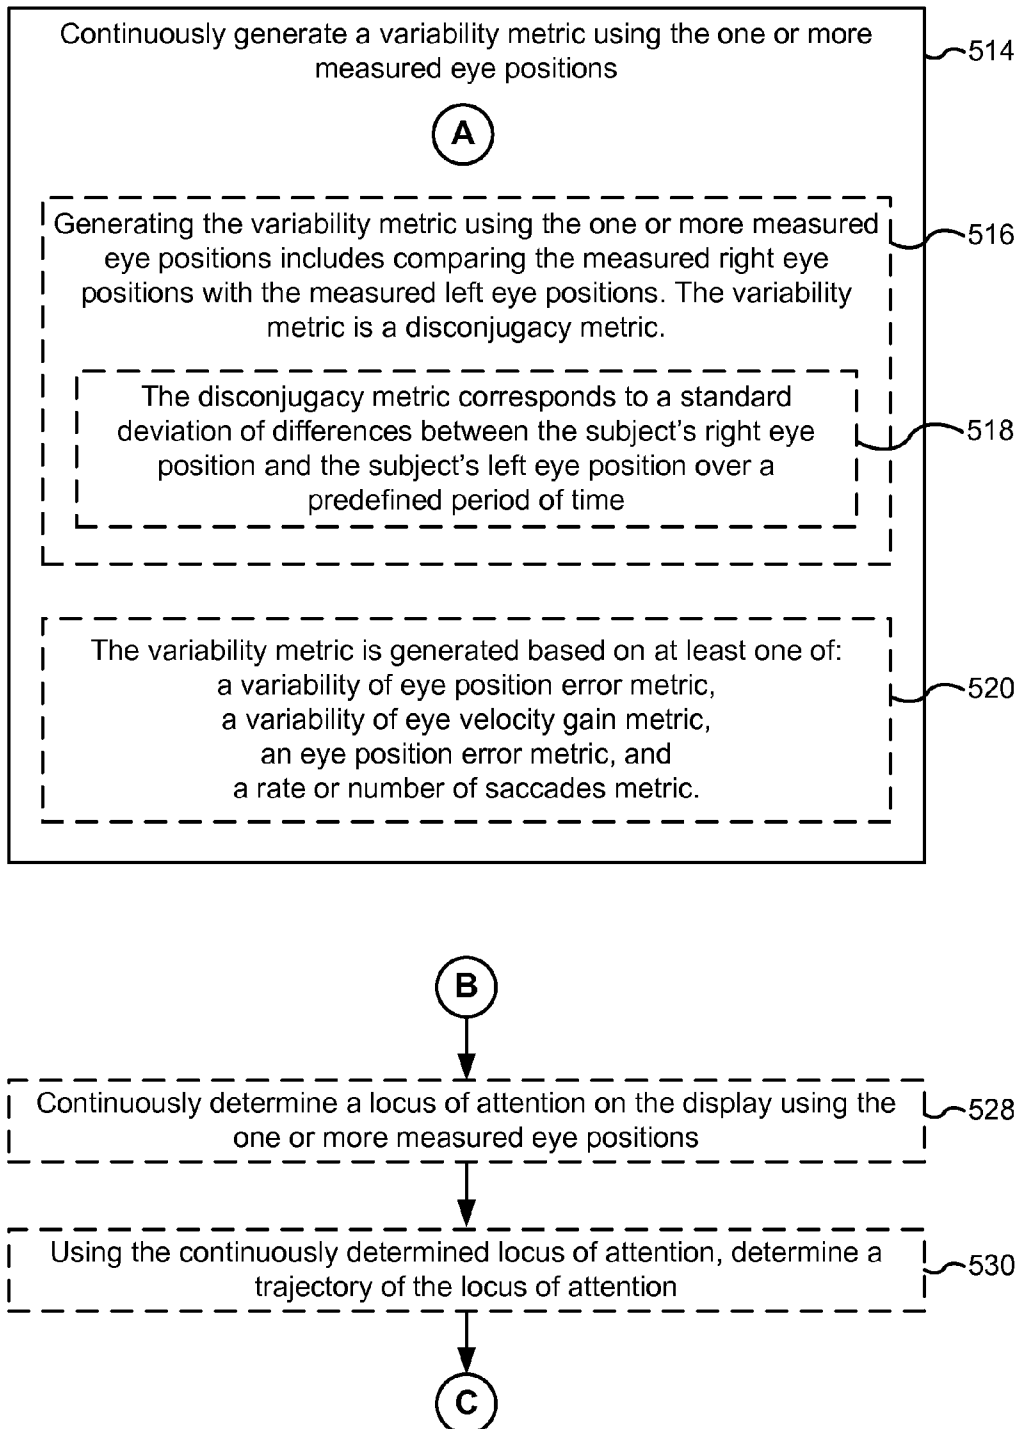 Continuously generate a variability metric using the one or more
measured eye positions
514
A
Generating the variability metric using the one or more measured
eye positions includes comparing the measured right eye
positions with the measured left eye positions. The variability
metric is a disconjugacy metric.
516
The disconjugacy metric corresponds to a standard
deviation of differences between the subject's right eye
position and the subject's left eye position over a
predefined period of time
518
The variability metric is generated based on at least one of:
a variability of eye position error metric,
a variability of eye velocity gain metric,
an eye position error metric, and
a rate or number of saccades metric.
520
B
Continuously determine a locus of attention on the display using the
one or more measured eye positions
528
Using the continuously determined locus of attention, determine a
trajectory of the locus of attention
530
C